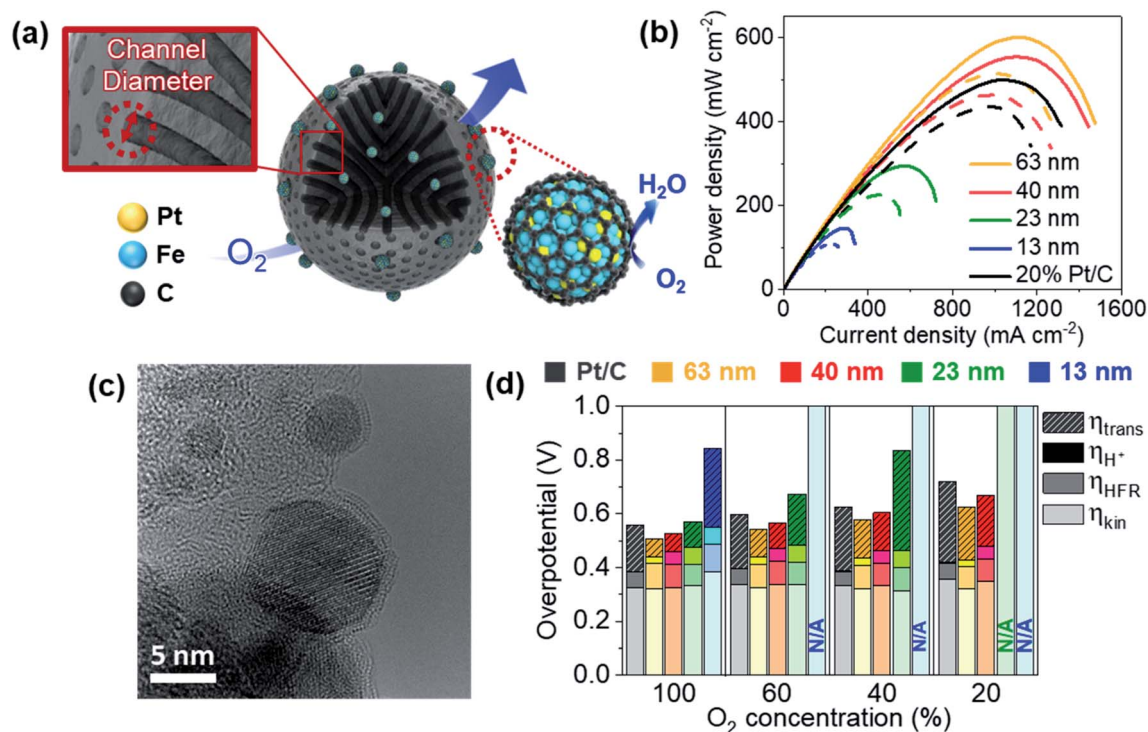 (a)
Channel
Diameter
Pt
Fe
C
O₂
H₂O
O₂
(b)
Power density (mW cm⁻²)
600
400
200
0
63 nm
40 nm
23 nm
13 nm
20% Pt/C
0 400 800 1200 1600
Current density (mA cm⁻²)
(c)
5 nm
(d)
Pt/C 63 nm 40 nm 23 nm 13 nm
Overpotential (V)
1.0
0.8
0.6
0.4
0.2
0.0
N/A
N/A
N/A
N/A
ηtrans
ηH⁺
ηHFR
ηkin
100 60 40 20
O₂ concentration (%)